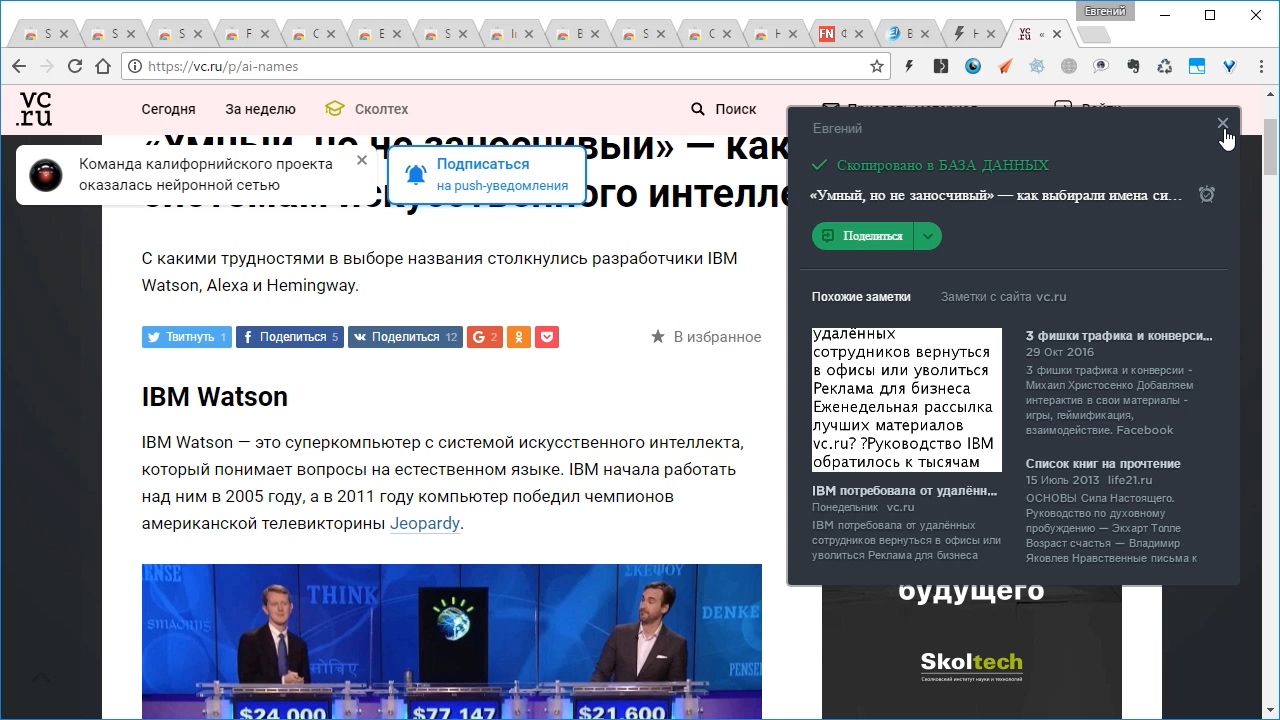 Евгений
https://vc.ru/p/ai-names
vc
.ru
Сегодня
За неделю
Сколтех
Поиск
«Умный, но не заносчивый» — как
Команда калифорнийского проекта
оказалась нейронной сетью
Подписаться
на push-уведомления
С какими трудностями в выборе названия столкнулись разработчики IBM
Watson, Alexa и Hemingway.
Твитнуть 1
Поделиться 5
Поделиться 12
2
В избранное
IBM Watson
IBM Watson — это суперкомпьютер с системой искусственного интеллекта,
который понимает вопросы на естественном языке. IBM начала работать
над ним в 2005 году, а в 2011 году компьютер победил чемпионов
американской телевикторины Jeopardy.
THINK
ΣΚΕΨΟΥ
DENKE
$24,000
$77,147
$21,600
Евгений
Скопировано в БАЗА ДАННЫХ
«Умный, но не заносчивый» — как выбирали имена си...
Поделиться
Похожие заметки
Заметки с сайта vc.ru
удалённых
сотрудников вернуться
в офисы или уволиться
Реклама для бизнеса
Еженедельная рассылка
лучших материалов
vc.ru? ?Руководство IBM
обратилось к тысячам
IBM потребовала от удалённ...
Понедельник vc.ru
IBM потребовала от удалённых
сотрудников вернуться в офисы или
уволиться Реклама для бизнеса
3 фишки трафика и конверси...
29 Окт 2016
3 фишки трафика и конверсии -
Михаил Христосенко Добавляем
интерактив в свои материалы -
игры, геймификация,
взаимодействие. Facebook
Список книг на прочтение
15 Июль 2013 life21.ru
ОСНОВЫ Сила Настоящего.
Руководство по духовному
пробуждению — Экхарт Толле
Возраст счастья — Владимир
Яковлев Нравственные письма к
будущего
Skoltech
Сколковский институт науки и технологий